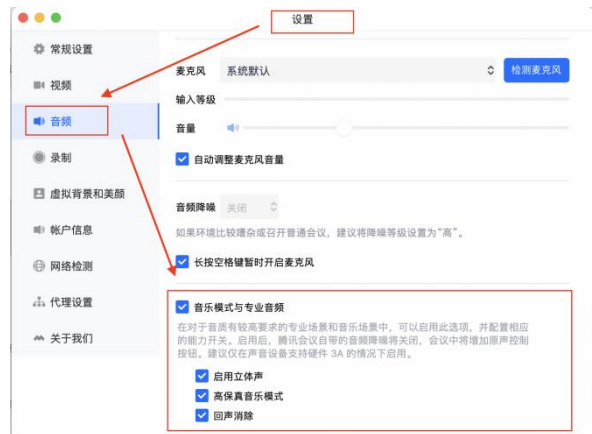 设置
常规设置
视频
音频
录制
虚拟背景和美颜
帐户信息
网络检测
代理设置
关于我们
麦克风 系统默认 检测麦克风
输入等级
音量
自动调整麦克风音量
音频降噪 关闭
如果环境比较嘈杂或召开普通会议，建议将降噪等级设置为“高”。
长按空格键暂时开启麦克风
音乐模式与专业音频
在对于音质有较高要求的专业场景和音乐场景中，可以启用此选项，并配置相应
的能力开关。启用后，腾讯会议自带的音频降噪将关闭，会议中将增加原声控制
按钮。建议仅在声音设备支持硬件 3A 的情况下启用。
启用立体声
高保真音乐模式
回声消除